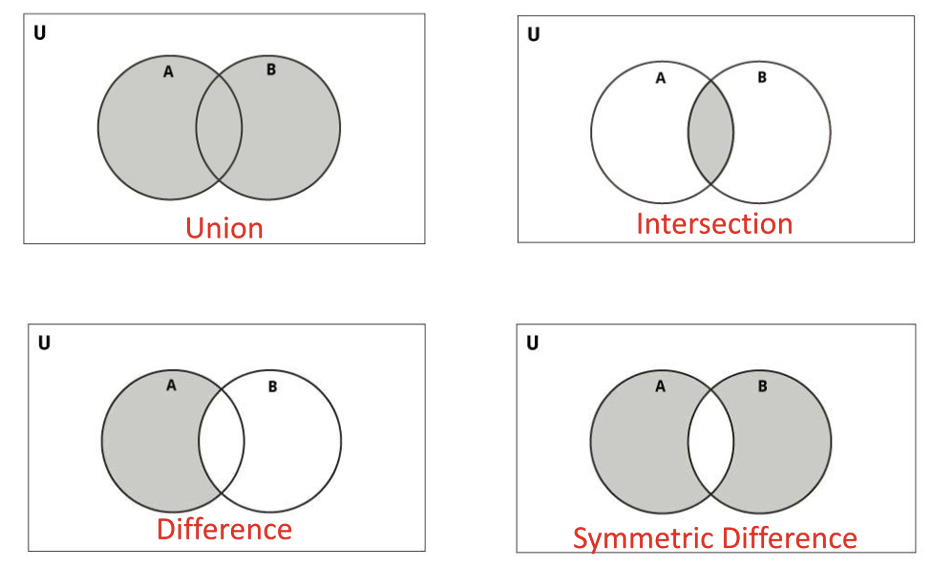 U
A B
Union
U
A B
Intersection
U
A B
Difference
U
A B
Symmetric Difference